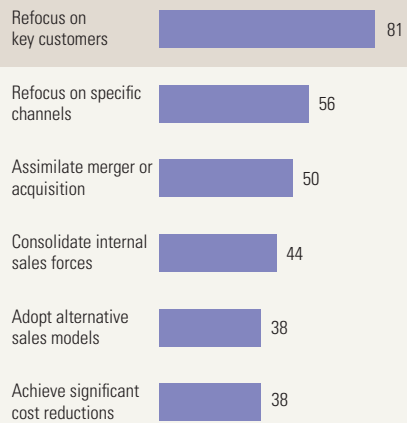 Refocus on
key customers
81
Refocus on specific
channels
56
Assimilate merger or
acquisition
50
Consolidate internal
sales forces
44
Adopt alternative
sales models
38
Achieve significant
cost reductions
38